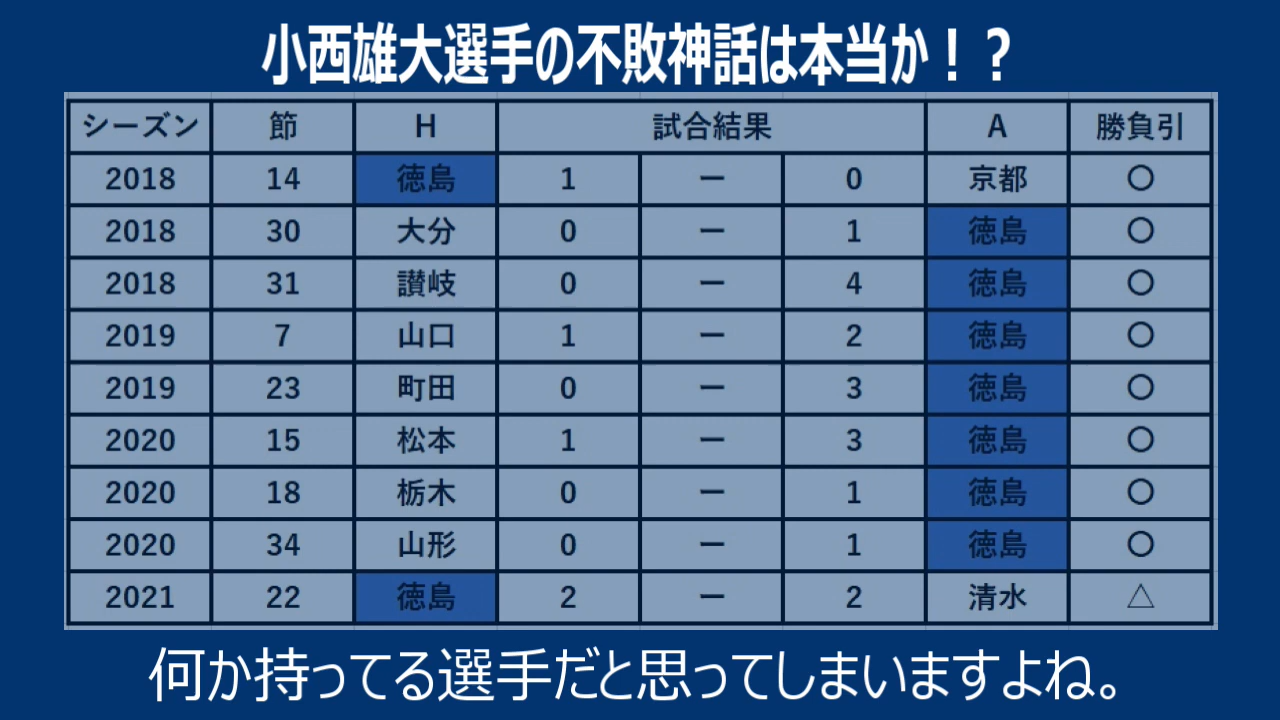 小西雄大選手の不敗神話は本当か！？
シーズン 節 H 試合結果 A 勝負引
2018 14 徳島 1 ー 0 京都 〇
2018 30 大分 0 ー 1 徳島 〇
2018 31 讃岐 0 ー 4 徳島 〇
2019 7 山口 1 ー 2 徳島 〇
2019 23 町田 0 ー 3 徳島 〇
2020 15 松本 1 ー 3 徳島 〇
2020 18 栃木 0 ー 1 徳島 〇
2020 34 山形 0 ー 1 徳島 〇
2021 22 徳島 2 ー 2 清水 △
何か持ってる選手だと思ってしまいますよね。